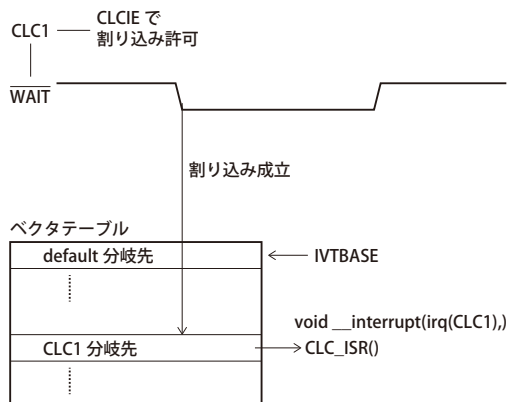 CLC1
CLCIE で
割り込み許可
WAIT
割り込み成立
ベクタテーブル
default 分岐先
IVTBASE
void __interrupt(irq(CLC1),)
CLC1 分岐先
CLC_ISR()